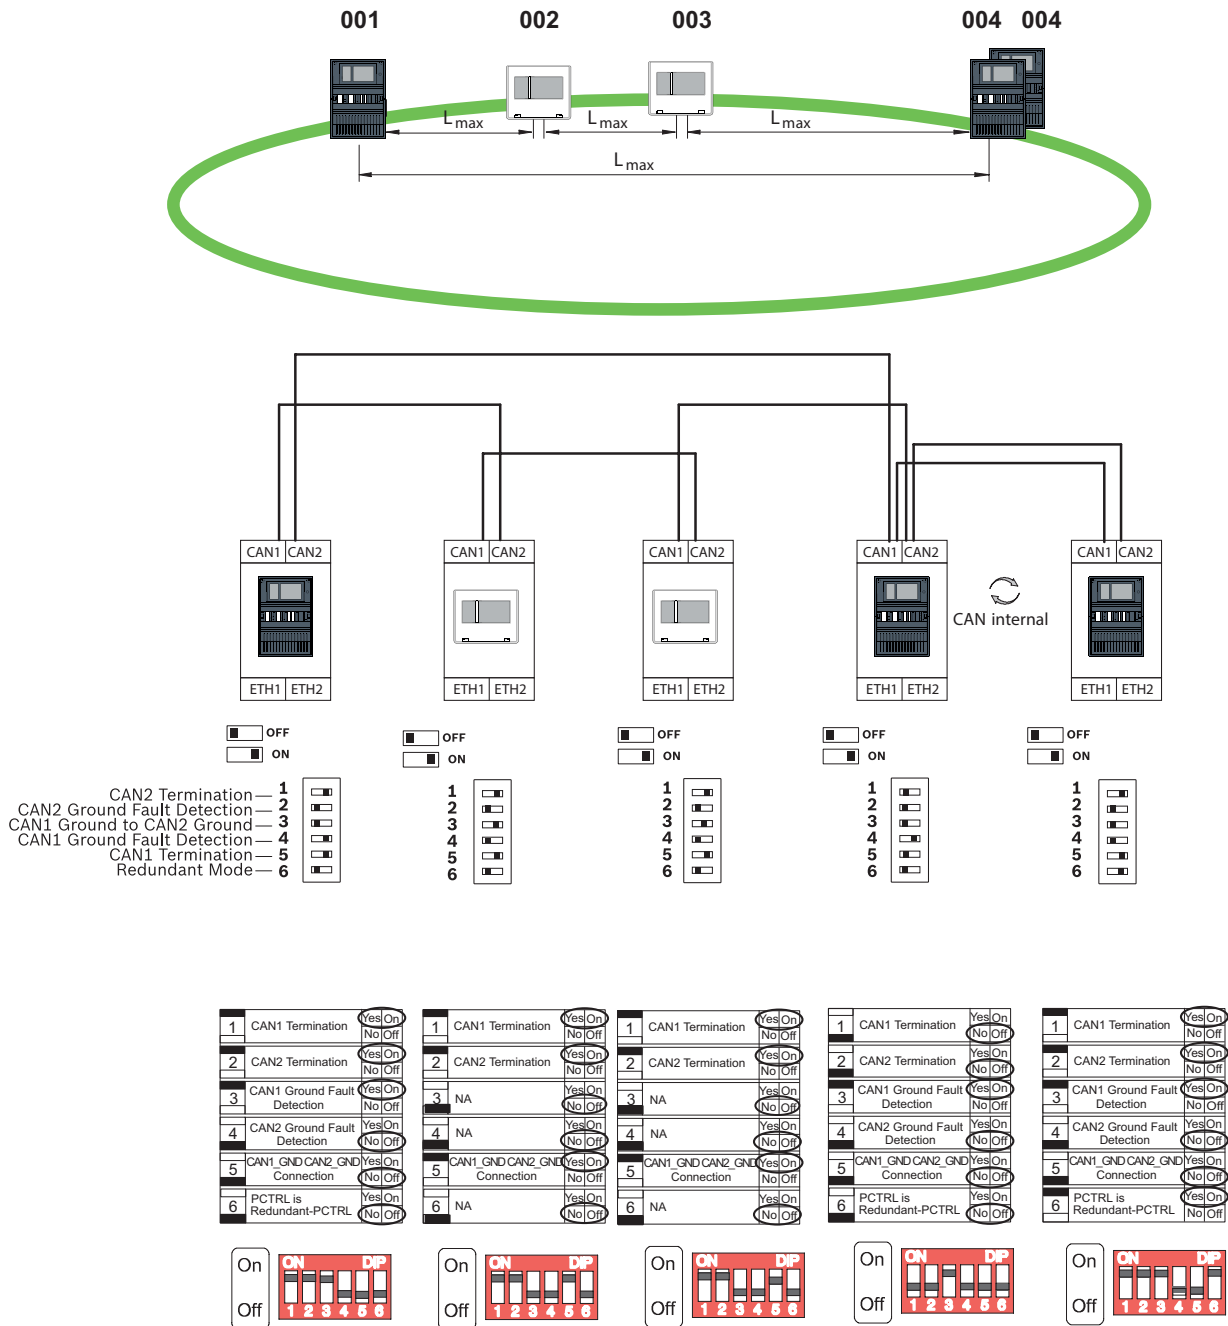 001 002 003 004 004
L max L max L max
L max
CAN1 CAN2 CAN1 CAN2 CAN1 CAN2 CAN1 CAN2 CAN1 CAN2
CAN internal
ETH1 ETH2 ETH1 ETH2 ETH1 ETH2 ETH1 ETH2 ETH1 ETH2
OFF OFF OFF OFF OFF
ON ON ON ON ON
CAN2 Termination 1 1 1 1 1
CAN2 Ground Fault Detection 2 2 2 2 2
CAN1 Ground to CAN2 Ground 3 3 3 3 3
CAN1 Ground Fault Detection 4 4 4 4 4
CAN1 Termination 5 5 5 5 5
Redundant Mode 6 6 6 6 6
1 CAN1 Termination Yes On No Off
2 CAN2 Termination Yes On No Off
3 CAN1 Ground Fault Detection Yes On No Off
4 CAN2 Ground Fault Detection Yes On No Off
5 CAN1_GND CAN2_GND Connection Yes On No Off
6 PCTRL is Redundant-PCTRL Yes On No Off
1 CAN1 Termination Yes On No Off
2 CAN2 Termination Yes On No Off
3 NA Yes On No Off
4 NA Yes On No Off
5 CAN1_GND CAN2_GND Connection Yes On No Off
6 NA Yes On No Off
1 CAN1 Termination Yes On No Off
2 CAN2 Termination Yes On No Off
3 NA Yes On No Off
4 NA Yes On No Off
5 CAN1_GND CAN2_GND Connection Yes On No Off
6 NA Yes On No Off
1 CAN1 Termination Yes On No Off
2 CAN2 Termination Yes On No Off
3 CAN1 Ground Fault Detection Yes On No Off
4 CAN2 Ground Fault Detection Yes On No Off
5 CAN1_GND CAN2_GND Connection Yes On No Off
6 PCTRL is Redundant-PCTRL Yes On No Off
1 CAN1 Termination Yes On No Off
2 CAN2 Termination Yes On No Off
3 CAN1 Ground Fault Detection Yes On No Off
4 CAN2 Ground Fault Detection Yes On No Off
5 CAN1_GND CAN2_GND Connection Yes On No Off
6 PCTRL is Redundant-PCTRL Yes On No Off
On ON DIP On ON DIP On ON DIP On ON DIP On ON DIP
Off 1 2 3 4 5 6 Off 1 2 3 4 5 6 Off 1 2 3 4 5 6 Off 1 2 3 4 5 6 Off 1 2 3 4 5 6